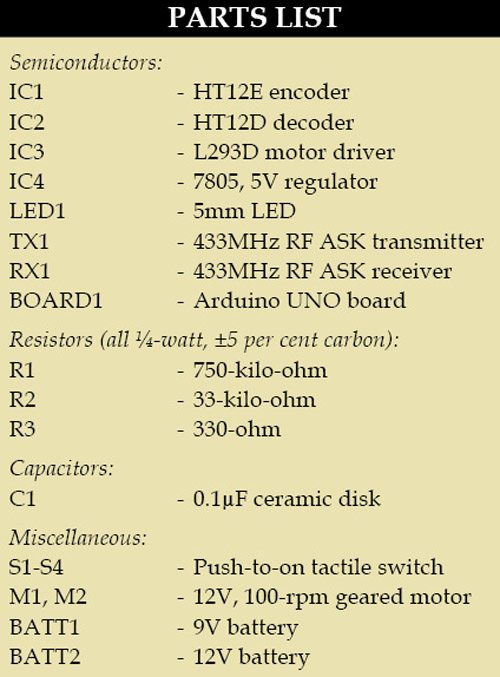 PARTS LIST
Semiconductors:
IC1 - HT12E encoder
IC2 - HT12D decoder
IC3 - L293D motor driver
IC4 - 7805, 5V regulator
LED1 - 5mm LED
TX1 - 433MHz RF ASK transmitter
RX1 - 433MHz RF ASK receiver
BOARD1 - Arduino UNO board
Resistors (all ¼-watt, ±5 per cent carbon):
R1 - 750-kilo-ohm
R2 - 33-kilo-ohm
R3 - 330-ohm
Capacitors:
C1 - 0.1µF ceramic disk
Miscellaneous:
S1-S4 - Push-to-on tactile switch
M1, M2 - 12V, 100-rpm geared motor
BATT1 - 9V battery
BATT2 - 12V battery